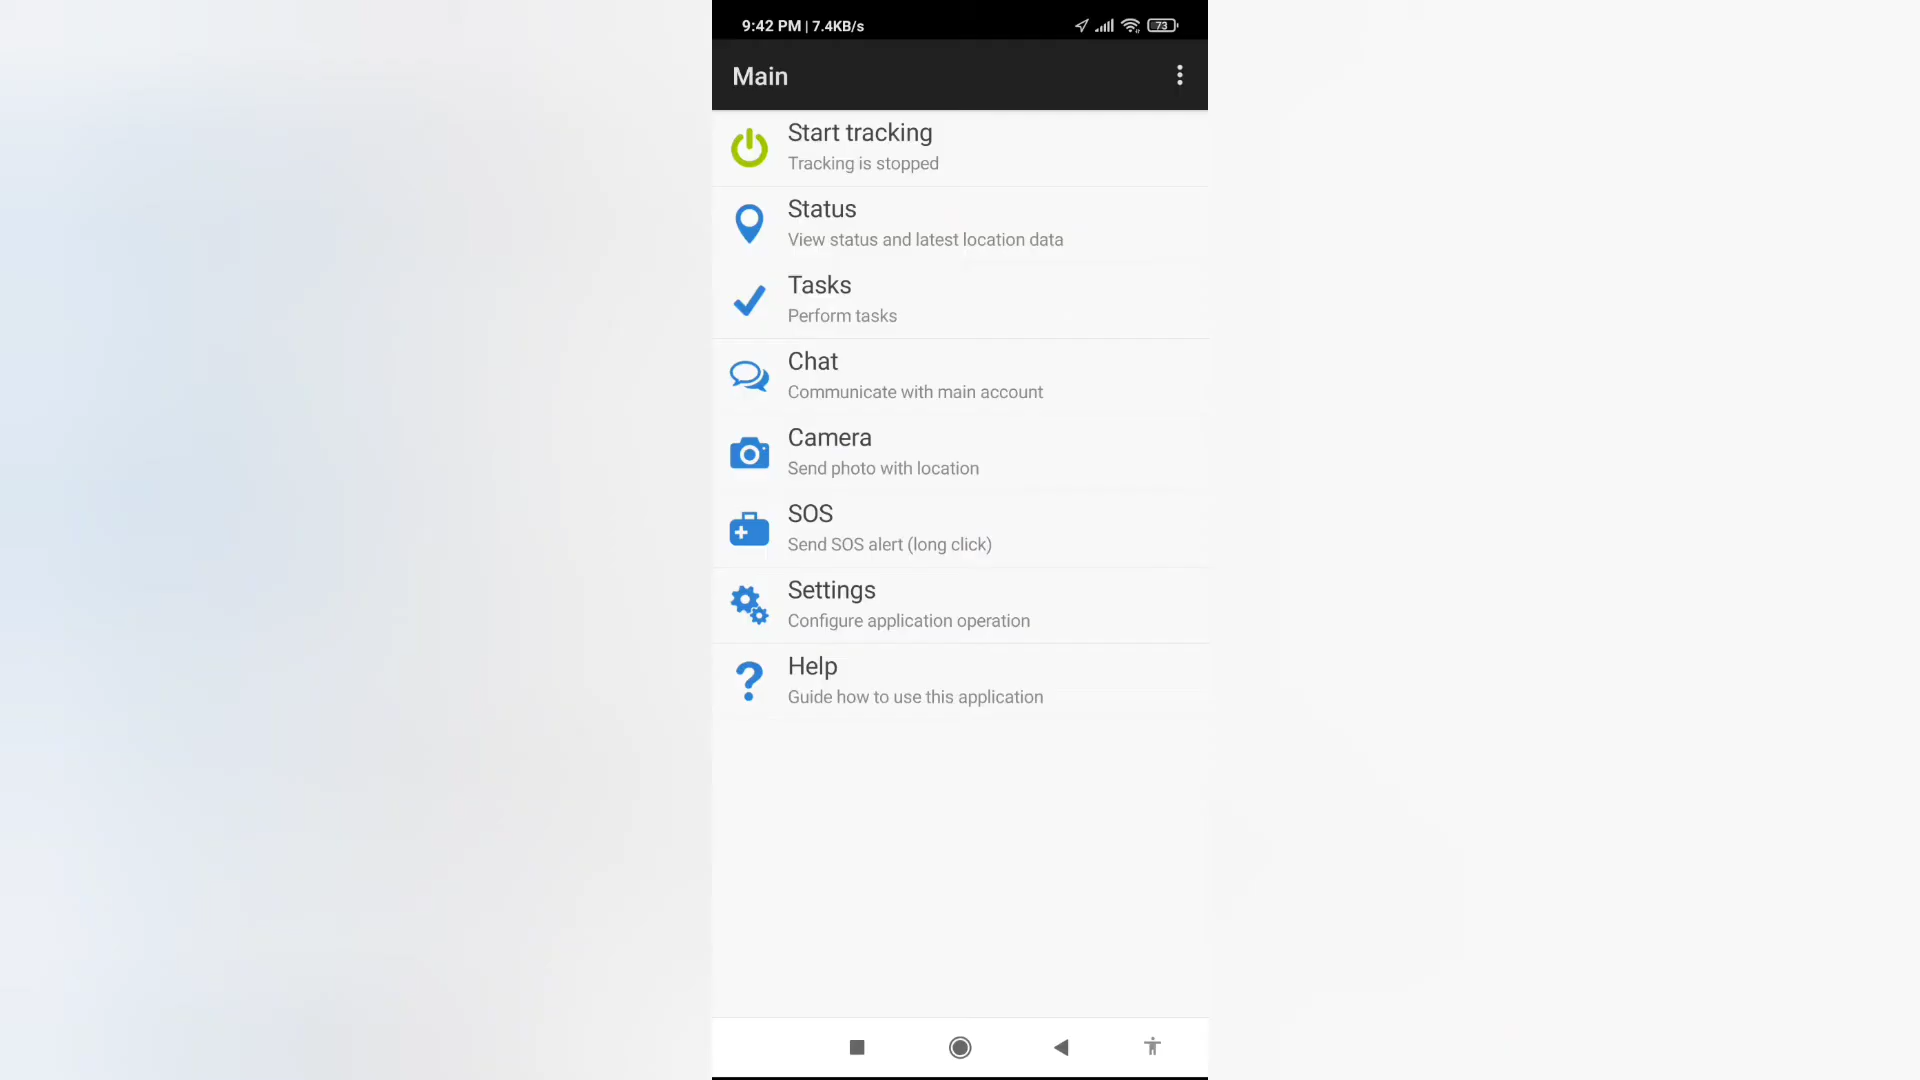 9:42 PM | 7.4KB/s
73
Main
Start tracking
Tracking is stopped
Status
View status and latest location data
Tasks
Perform tasks
Chat
Communicate with main account
Camera
Send photo with location
SOS
Send SOS alert (long click)
Settings
Configure application operation
Help
Guide how to use this application